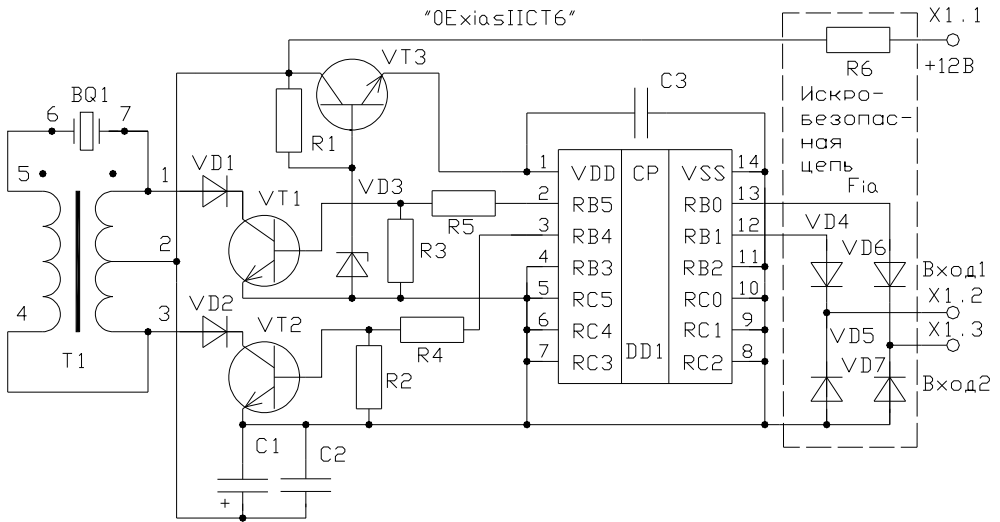 "0ExiasIICT6"
X1.1
+12В
R6
Искро-
безопас-
ная
цепь
Fia
VT3
C3
R1
BQ1
6
7
5
4
T1
1
2
3
VD1
VT1
VD3
R5
R3
VD2
VT2
R4
R2
C1
C2
+
1 VDD CP VSS 14
2 RB5 RB0 13
3 RB4 RB1 12
4 RB3 RB2 11
5 RC5 RC0 10
6 RC4 RC1 9
7 RC3 DD1 RC2 8
VD4
VD6
Вход1
X1.2
VD5
X1.3
VD7
Вход2